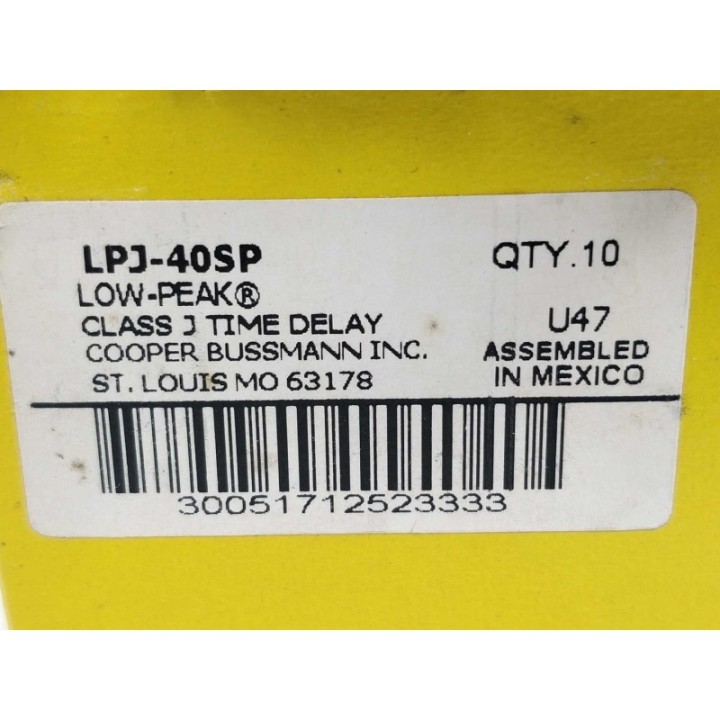 LPJ-40SP QTY.10
LOW-PEAK®
CLASS J TIME DELAY U47
COOPER BUSSMANN INC. ASSEMBLED
ST. LOUIS MO 63178 IN MEXICO
30051712523333